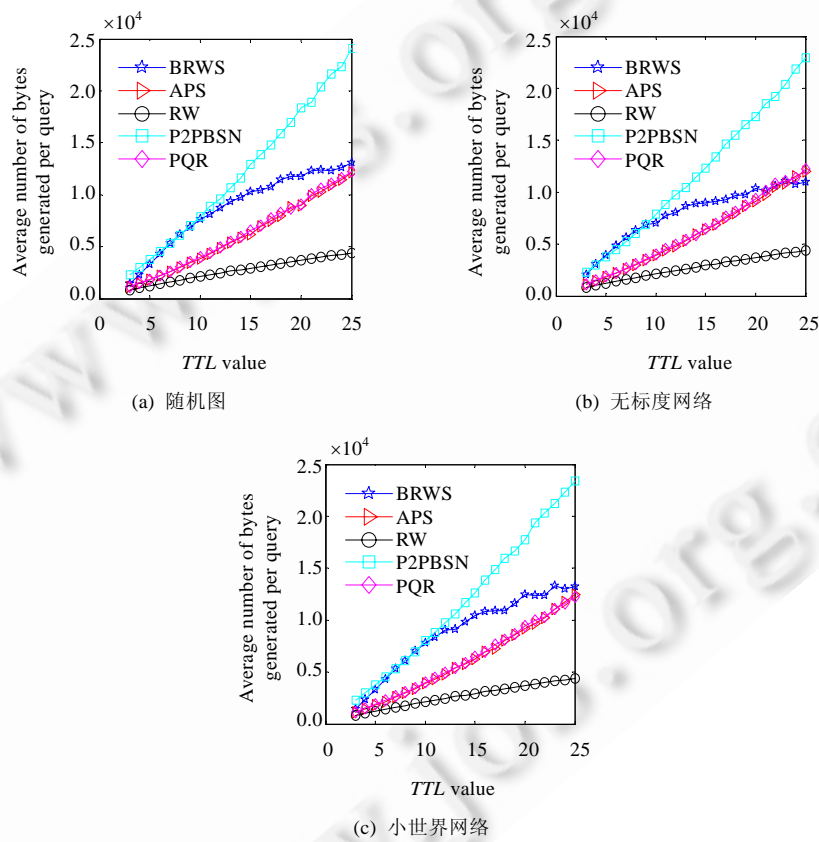 ×10⁴
2.5
2.0
1.5
1.0
0.5
0.0
Average number of bytes
generated per query
BRWS
APS
RW
P2PBSN
PQR
0 5 10 15 20 25
TTL value
(a) 随机图
×10⁴
2.5
2.0
1.5
1.0
0.5
0.0
Average number of bytes
generated per query
BRWS
APS
RW
P2PBSN
PQR
0 5 10 15 20 25
TTL value
(b) 无标度网络
×10⁴
2.5
2.0
1.5
1.0
0.5
0.0
Average number of bytes
generated per query
BRWS
APS
RW
P2PBSN
PQR
0 5 10 15 20 25
TTL value
(c) 小世界网络